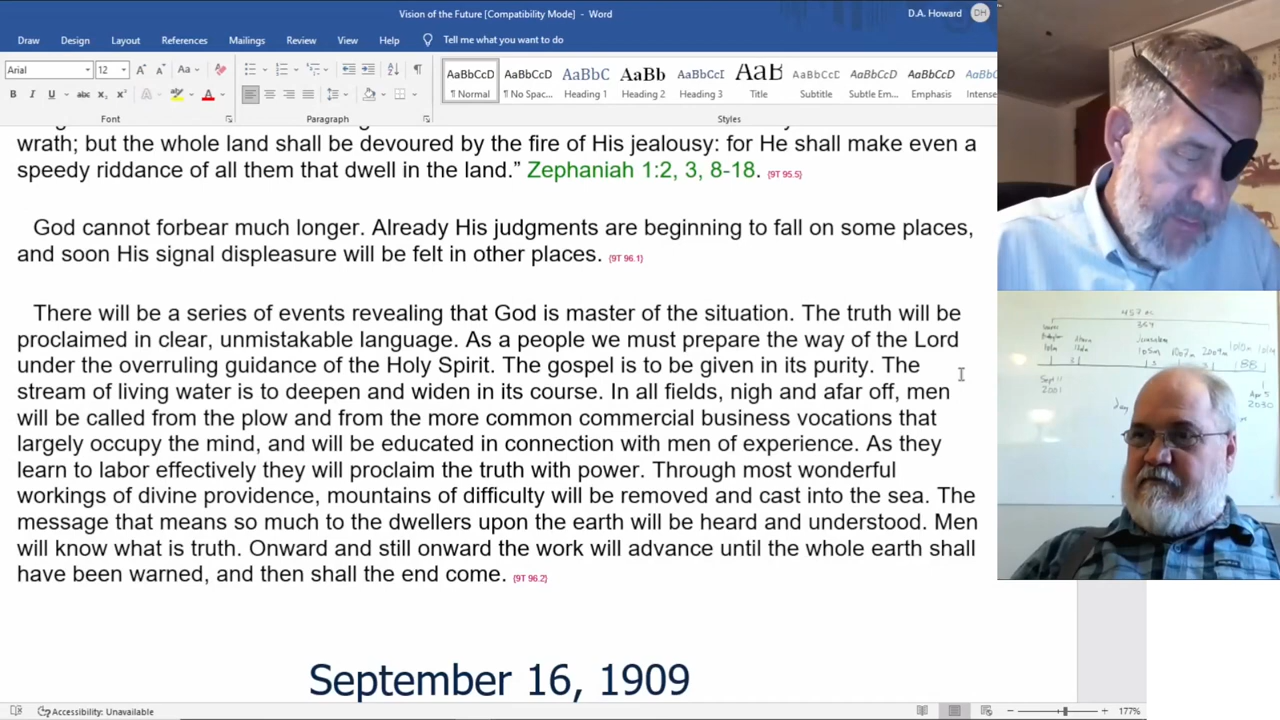 Vision of the Future [Compatibility Mode] - Word
D.A. Howard DH
Draw Design Layout References Mailings Review View Help Tell me what you want to do
Arial 12
AaBbCcD AaBbCcD AaBbC AaBb AaBbCcI AaB AaBbCcD AaBbCcD AaBbCcD AaBbC
¶ Normal ¶ No Spac... Heading 1 Heading 2 Heading 3 Title Subtitle Subtle Em... Emphasis Intense
Font Paragraph Styles
wrath; but the whole land shall be devoured by the fire of His jealousy: for He shall make even a
speedy riddance of all them that dwell in the land.” Zephaniah 1:2, 3, 8-18. {9T 95.5}
God cannot forbear much longer. Already His judgments are beginning to fall on some places,
and soon His signal displeasure will be felt in other places. {9T 96.1}
There will be a series of events revealing that God is master of the situation. The truth will be
proclaimed in clear, unmistakable language. As a people we must prepare the way of the Lord
under the overruling guidance of the Holy Spirit. The gospel is to be given in its purity. The
stream of living water is to deepen and widen in its course. In all fields, nigh and afar off, men
will be called from the plow and from the more common commercial business vocations that
largely occupy the mind, and will be educated in connection with men of experience. As they
learn to labor effectively they will proclaim the truth with power. Through most wonderful
workings of divine providence, mountains of difficulty will be removed and cast into the sea. The
message that means so much to the dwellers upon the earth will be heard and understood. Men
will know what is truth. Onward and still onward the work will advance until the whole earth shall
have been warned, and then shall the end come. {9T 96.2}
September 16, 1909
Accessibility: Unavailable
177%
457 BC
Jerusalem
Sept 11
2001
2030